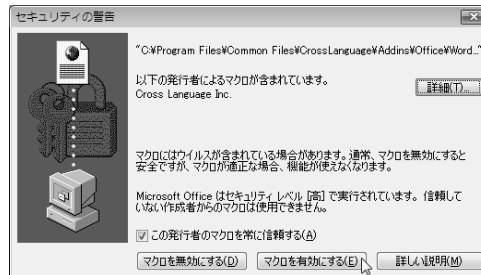 セキュリティの警告
"C:¥Program Files¥Common Files¥CrossLanguage¥Addins¥Office¥Word..."
以下の発行者によるマクロが含まれています。
Cross Language Inc.
詳細(T)...
マクロにはウイルスが含まれている場合があります。通常、マクロを無効にすると
安全ですが、マクロが適正な場合、機能が使えなくなります。
Microsoft Office はセキュリティ レベル [高] で実行されています。信頼して
いない作成者からのマクロは使用できません。
この発行者のマクロを常に信頼する(A)
マクロを無効にする(D) マクロを有効にする(E) 詳しい説明(M)